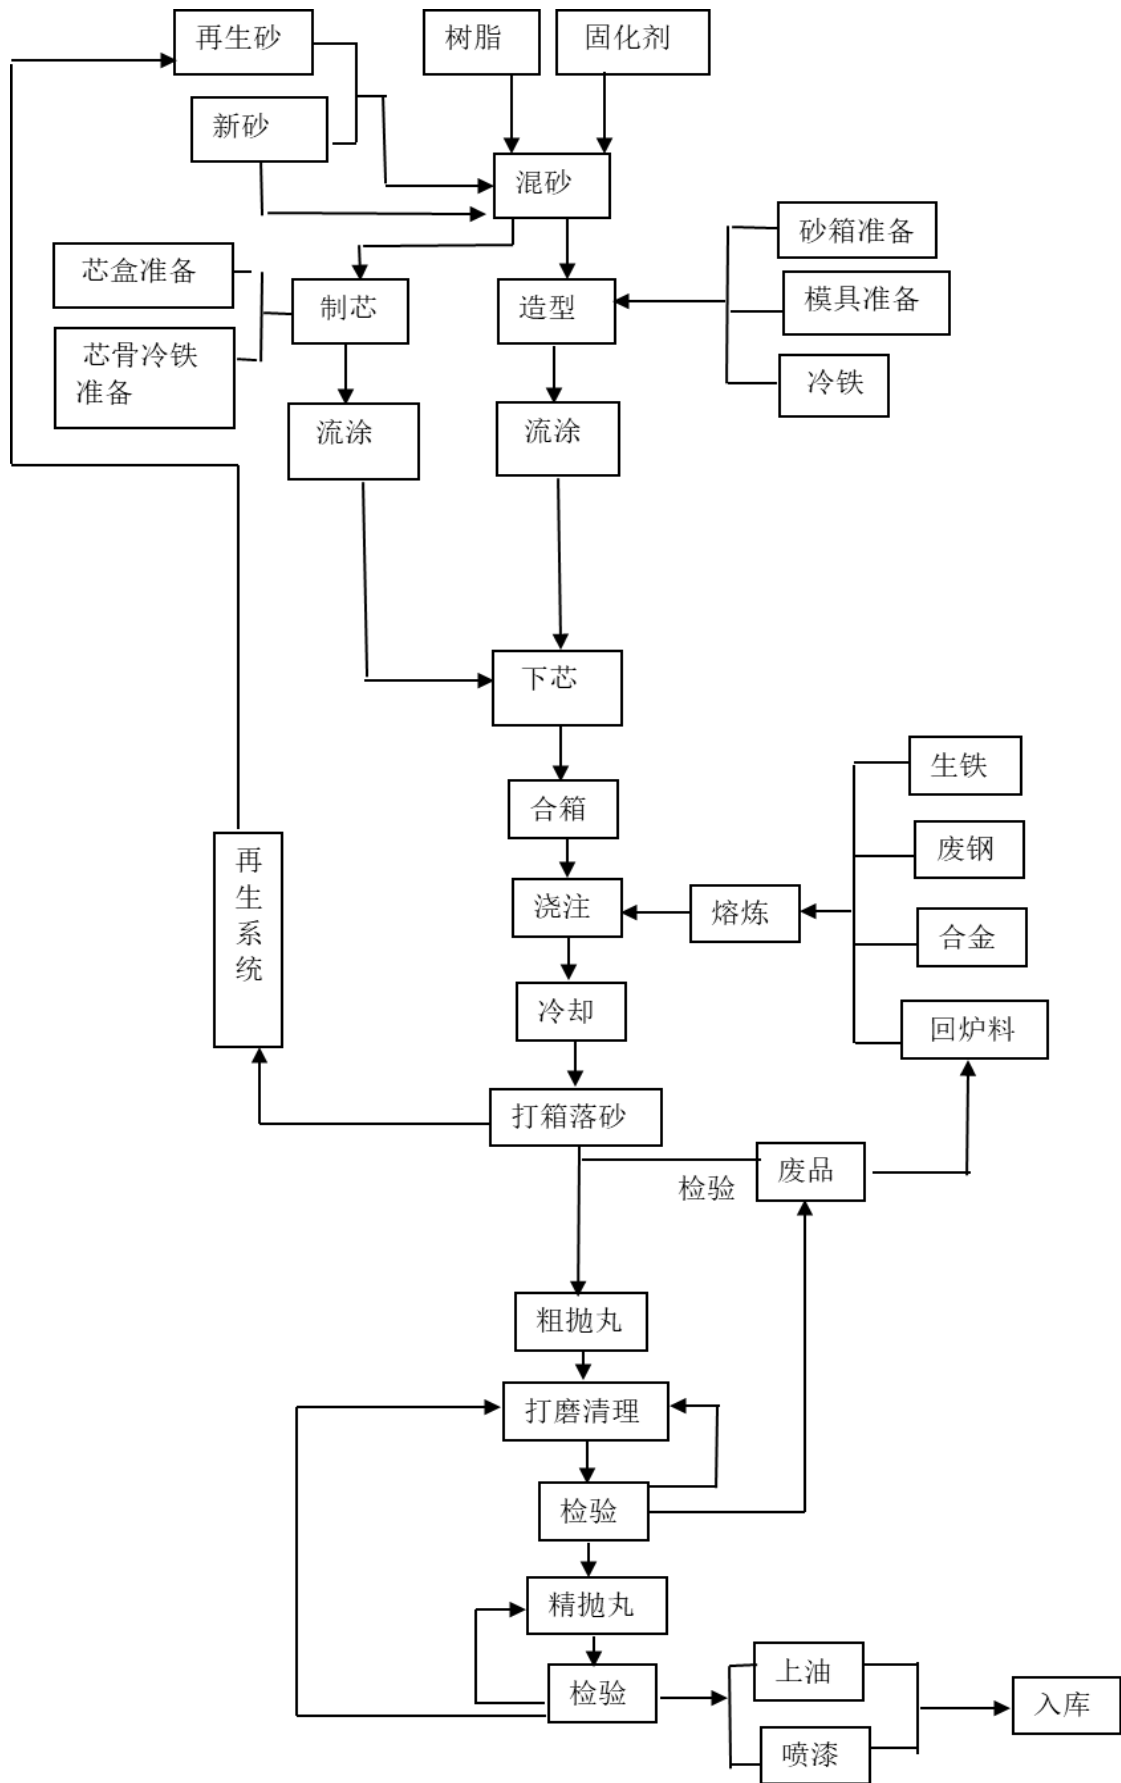 再生砂
树脂
固化剂
新砂
混砂
砂箱准备
芯盒准备
模具准备
制芯
造型
芯骨冷铁
准备
冷铁
流涂
流涂
下芯
生铁
合箱
废钢
再
生
系
统
浇注
熔炼
合金
冷却
回炉料
打箱落砂
废品
检验
粗抛丸
打磨清理
检验
精抛丸
上油
检验
入库
喷漆